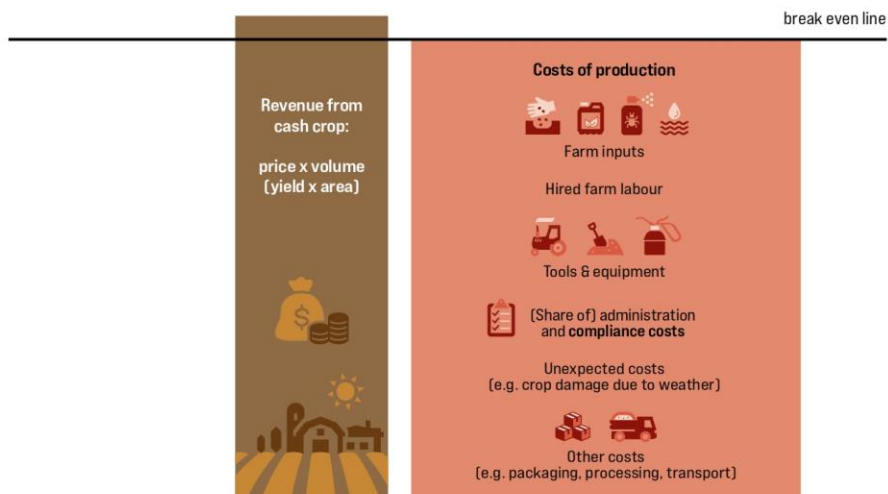 break even line
Revenue from
cash crop:
price x volume
(yield x area)
Costs of production
Farm inputs
Hired farm labour
Tools & equipment
(Share of) administration
and compliance costs
Unexpected costs
(e.g. crop damage due to weather)
Other costs
(e.g. packaging, processing, transport)
$